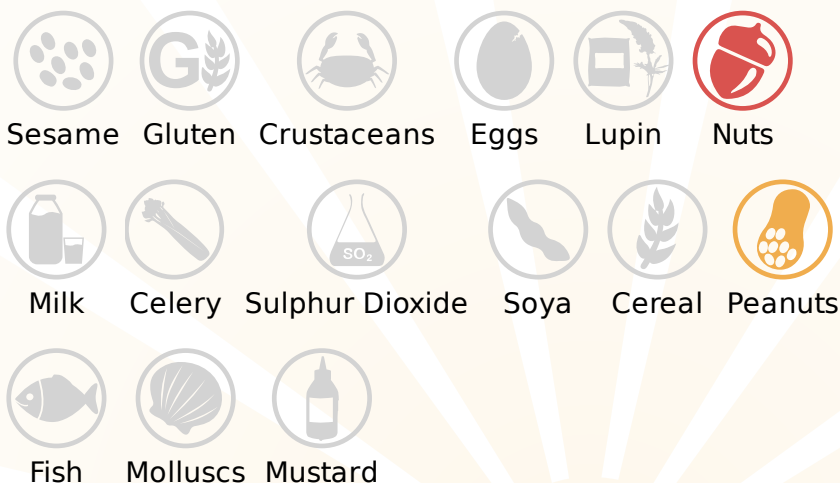 G
Sesame Gluten Crustaceans Eggs Lupin Nuts
SO₂
Milk Celery Sulphur Dioxide Soya Cereal Peanuts
Fish Molluscs Mustard